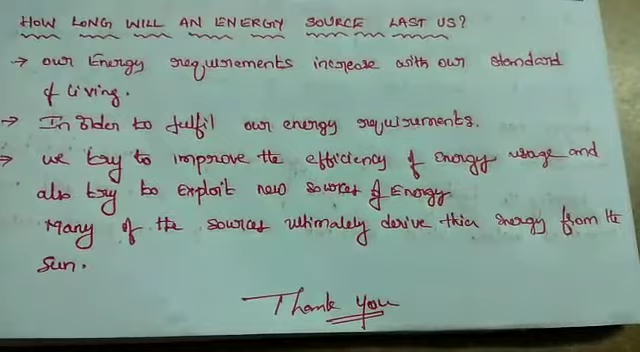 HOW LONG WILL AN ENERGY SOURCE LAST US?
→ our Energy requirements increase with our standard
of living.
→ In order to fulfil our energy requirements.
→ we try to improve the efficiency of energy usage and
also try to Exploit new sources of Energy
Many of the sources ultimately derive their energy from the
Sun.
Thank you